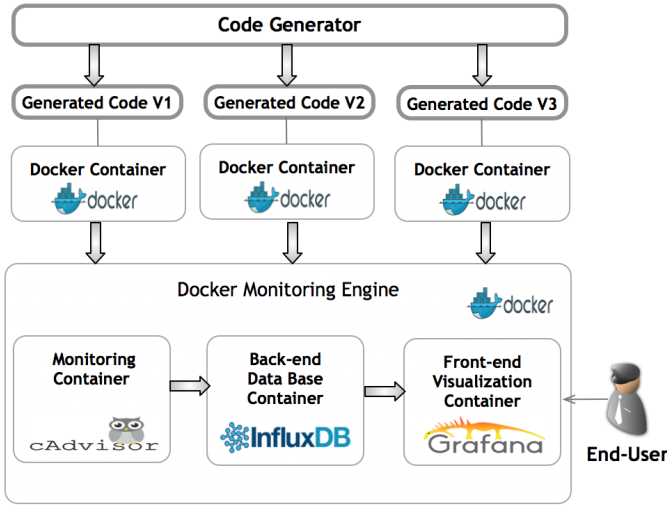 Code Generator
Generated Code V1
Generated Code V2
Generated Code V3
Docker Container
docker
Docker Container
docker
Docker Container
docker
Docker Monitoring Engine
docker
Monitoring
Container
cAdvisor
Back-end
Data Base
Container
InfluxDB
Front-end
Visualization
Container
Grafana
End-User